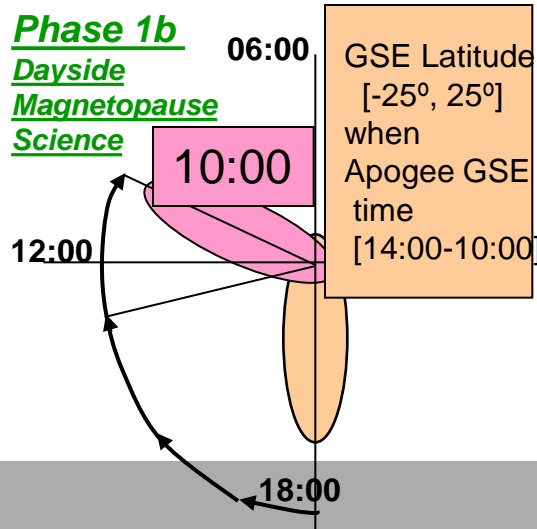 Phase 1b
Dayside
Magnetopause
Science
06:00
GSE Latitude
[-25º, 25º]
when
Apogee GSE
time
[14:00-10:00]
10:00
12:00
18:00